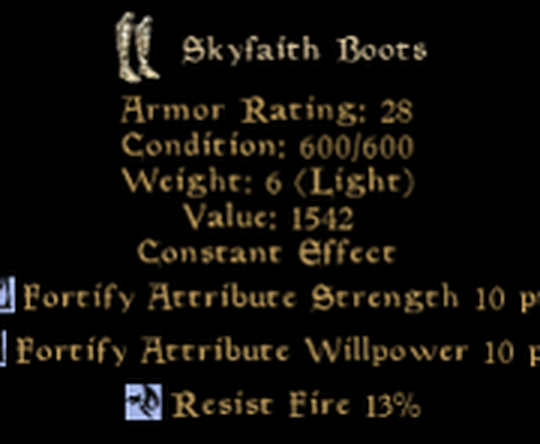 Skyfaith Boots
Armor Rating: 28
Condition: 600/600
Weight: 6 (Light)
Value: 1542
Constant Effect
Fortify Attribute Strength 10 p
Fortify Attribute Willpower 10 p
Resist Fire 13%